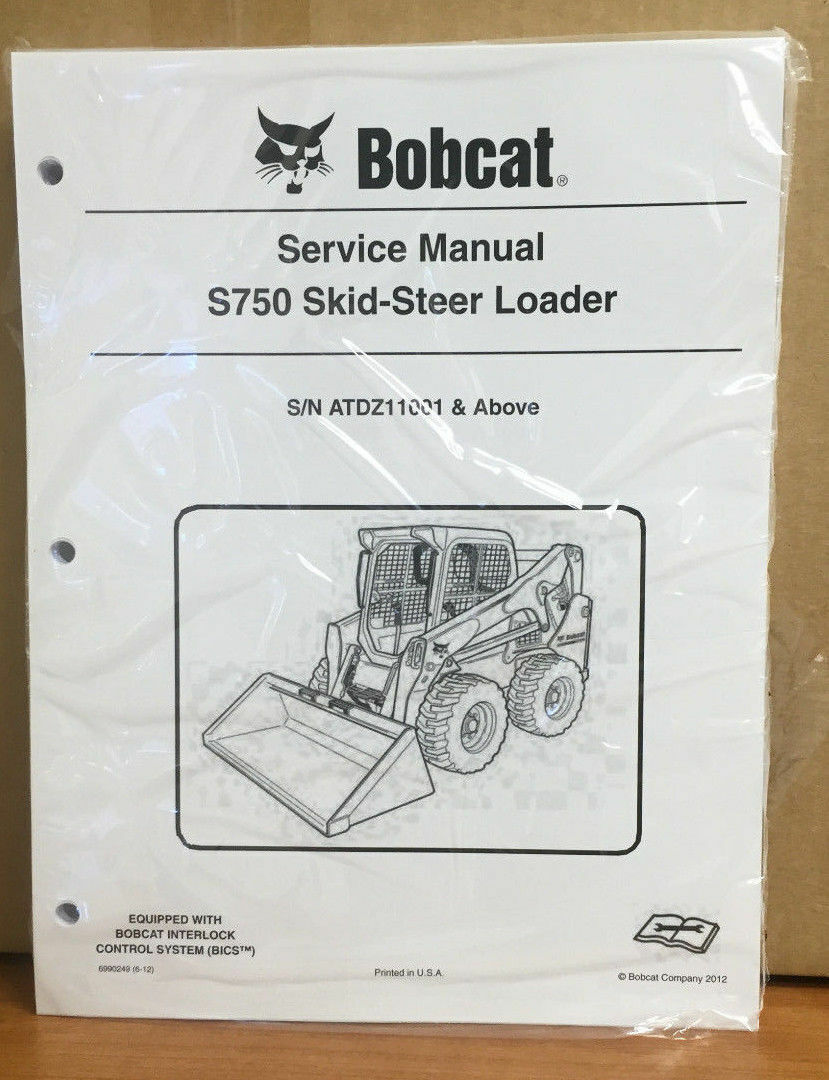 Bobcat®
Service Manual
S750 Skid-Steer Loader
S/N ATDZ11001 & Above
BOBCAT
EQUIPPED WITH
BOBCAT INTERLOCK
CONTROL SYSTEM (BICS™)
6990249 (6-12)
Printed in U.S.A.
© Bobcat Company 2012